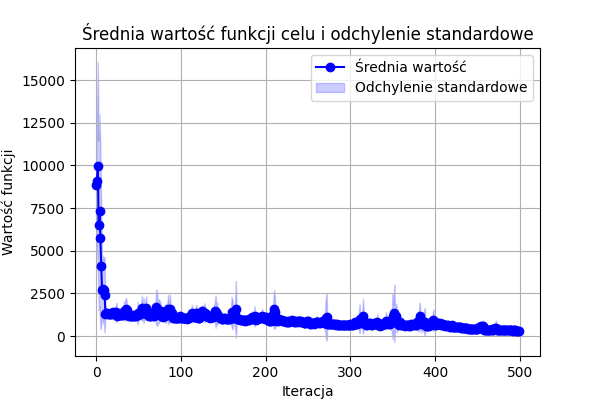 Średnia wartość funkcji celu i odchylenie standardowe
Średnia wartość
Odchylenie standardowe
Wartość funkcji
15000
12500
10000
7500
5000
2500
0
0 100 200 300 400 500
Iteracja